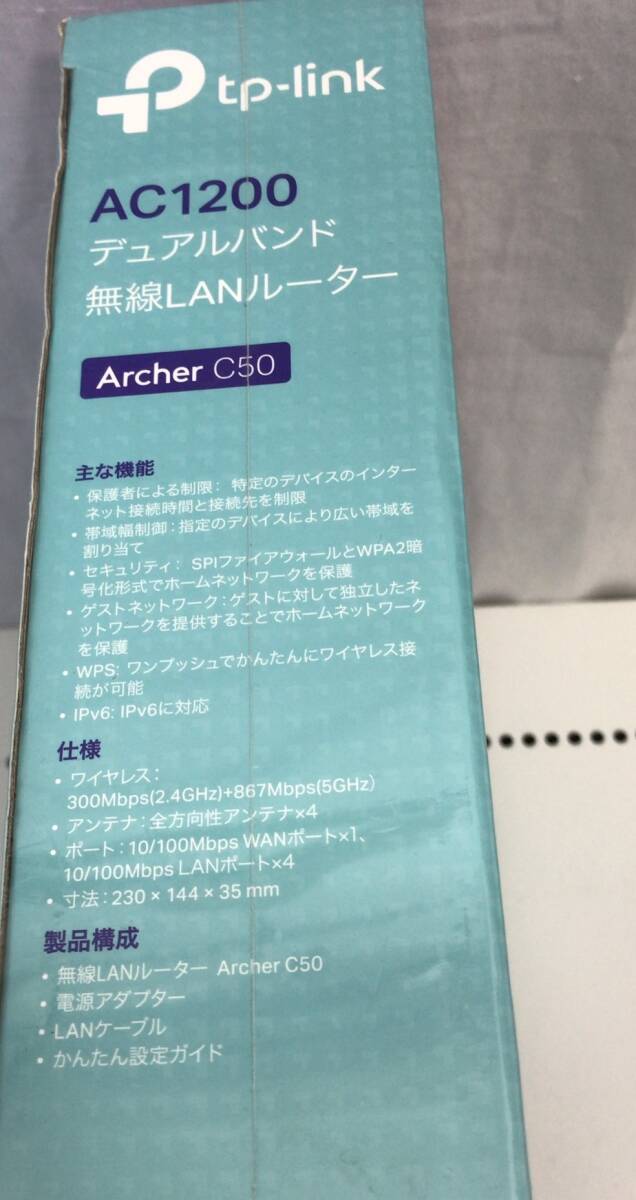 tp-link
AC1200
デュアルバンド
無線LANルーター
Archer C50
主な機能
• 保護者による制限： 特定のデバイスのインター
ネット接続時間と接続先を制限
• 帯域幅制御：指定のデバイスにより広い帯域を
割り当て
• セキュリティ： SPIファイアウォールとWPA2暗
号化形式でホームネットワークを保護
• ゲストネットワーク：ゲストに対して独立したネ
ットワークを提供することでホームネットワーク
を保護
• WPS: ワンプッシュでかんたんにワイヤレス接
続が可能
• IPv6: IPv6に対応
仕様
• ワイヤレス：
300Mbps(2.4GHz)+867Mbps(5GHz)
• アンテナ：全方向性アンテナ×4
• ポート：10/100Mbps WANポート×1、
10/100Mbps LANポート×4
• 寸法：230 × 144 × 35 mm
製品構成
• 無線LANルーター Archer C50
• 電源アダプター
• LANケーブル
• かんたん設定ガイド